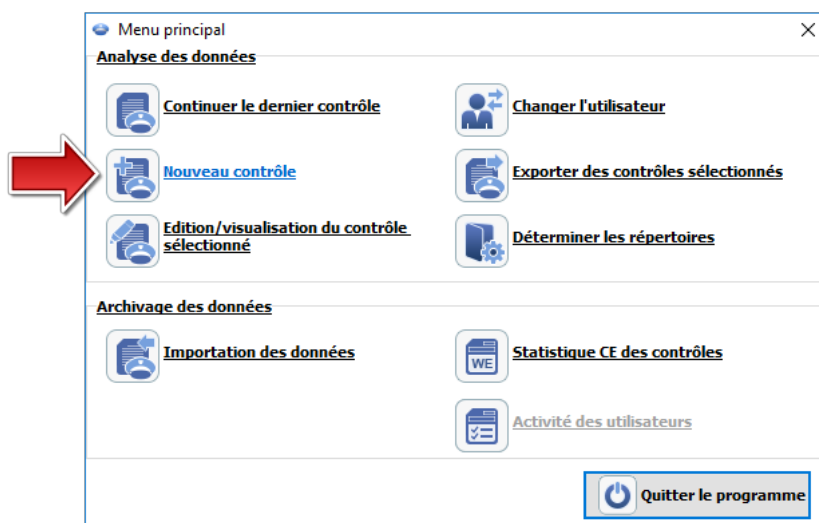 Menu principal
Analyse des données
Continuer le dernier contrôle
Changer l'utilisateur
Nouveau contrôle
Exporter des contrôles sélectionnés
Edition/visualisation du contrôle
sélectionné
Déterminer les répertoires
Archivage des données
Importation des données
WE
Statistique CE des contrôles
Activité des utilisateurs
Quitter le programme